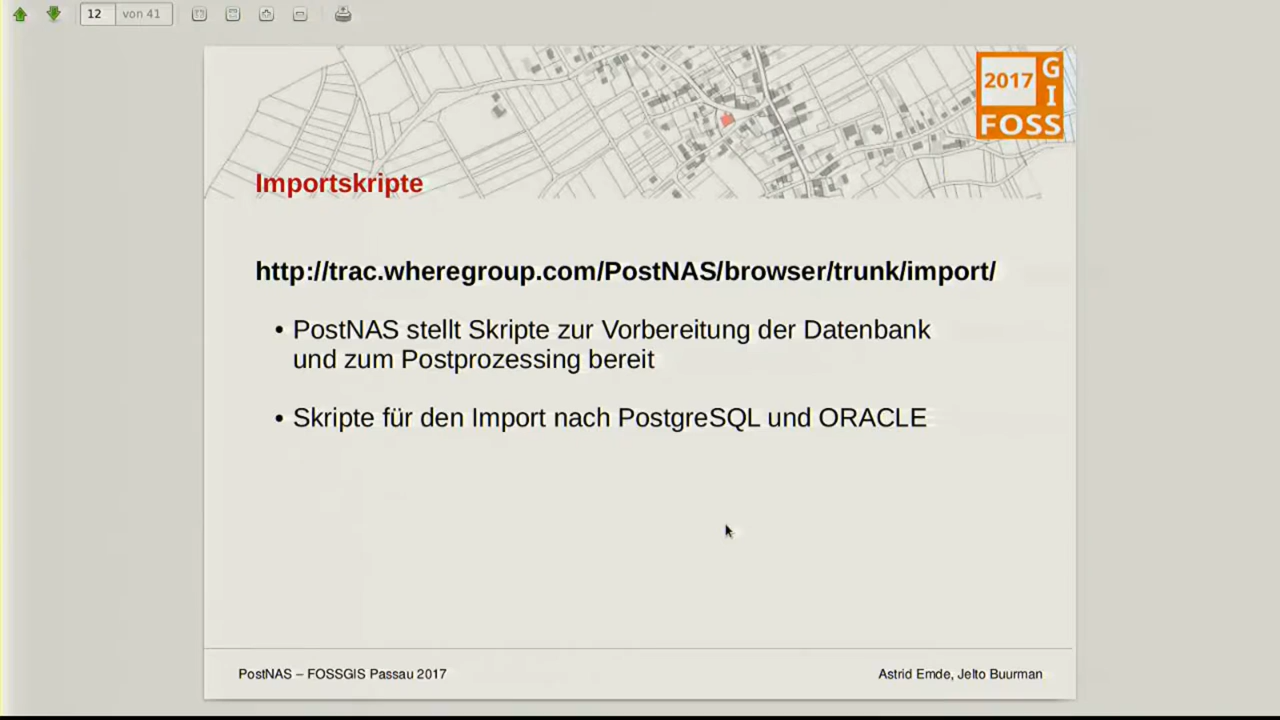 12 von 41
2017 G
I
FOSS
Importskripte
http://trac.wheregroup.com/PostNAS/browser/trunk/import/
• PostNAS stellt Skripte zur Vorbereitung der Datenbank
und zum Postprozessing bereit
• Skripte für den Import nach PostgreSQL und ORACLE
PostNAS – FOSSGIS Passau 2017
Astrid Emde, Jelto Buurman